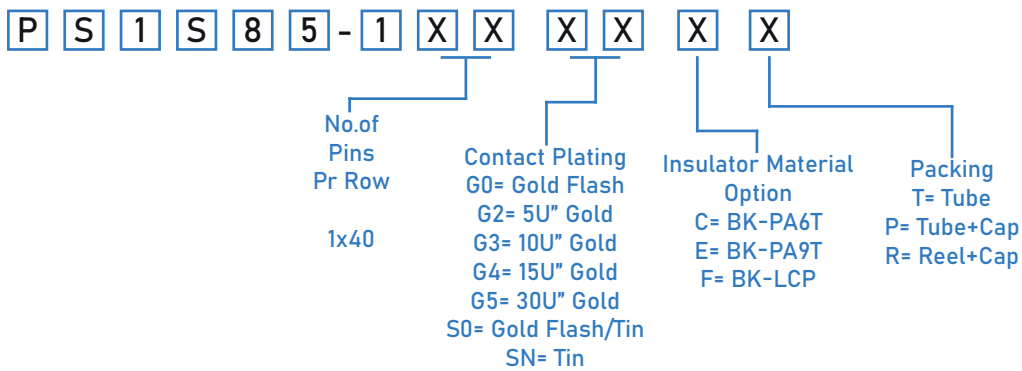 PS1S85-1XX XX X X
No.of
Pins
Pr Row
1x40
Contact Plating
G0= Gold Flash
G2= 5U” Gold
G3= 10U” Gold
G4= 15U” Gold
G5= 30U” Gold
S0= Gold Flash/Tin
SN= Tin
Insulator Material
Option
C= BK-PA6T
E= BK-PA9T
F= BK-LCP
Packing
T= Tube
P= Tube+Cap
R= Reel+Cap